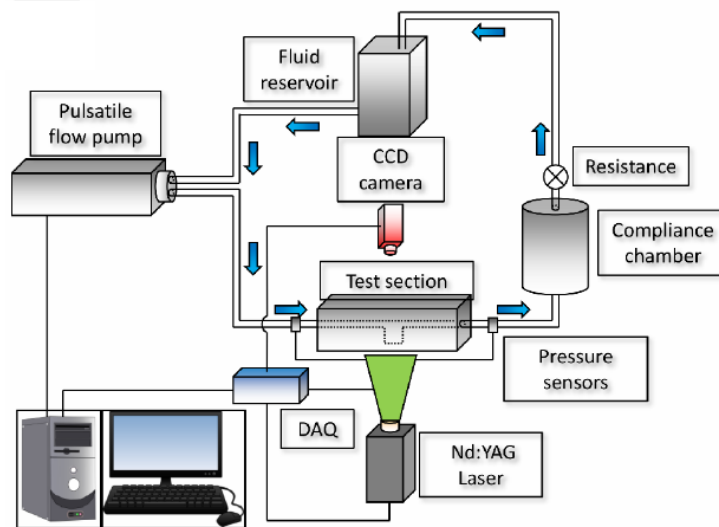 Fluid
reservoir
Pulsatile
flow pump
CCD
camera
Resistance
Compliance
chamber
Test section
Pressure
sensors
DAQ
Nd:YAG
Laser